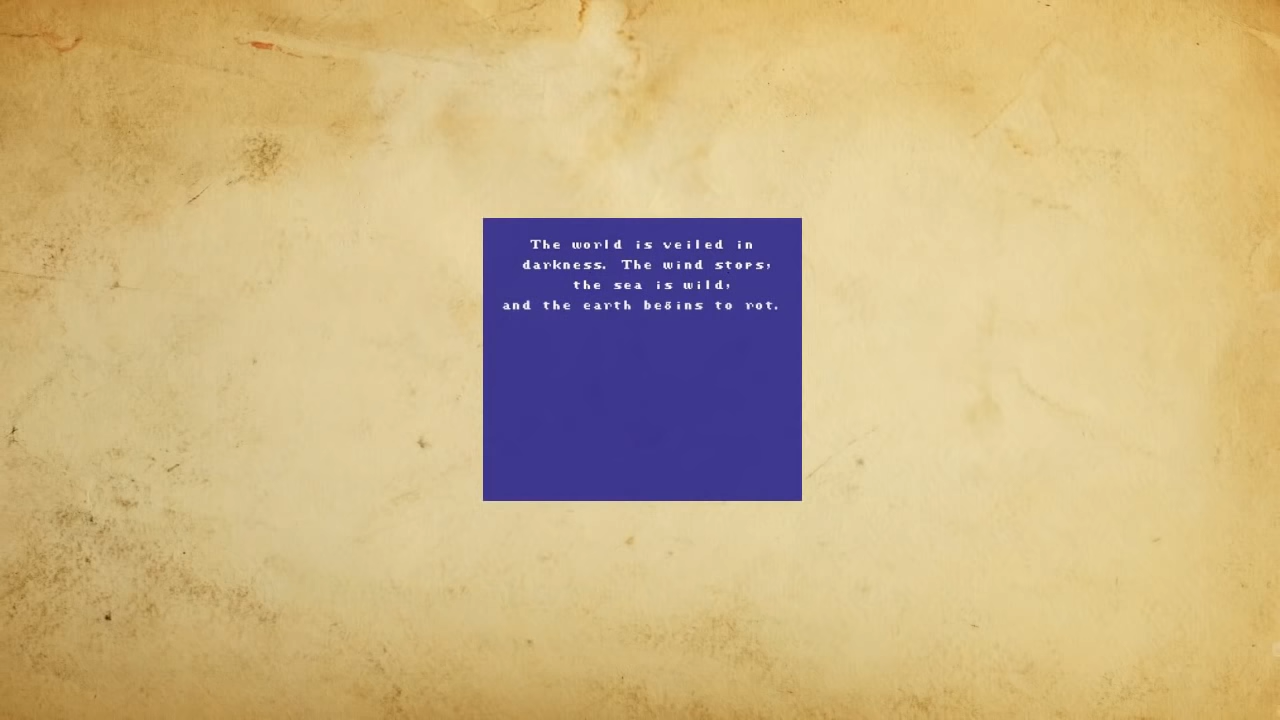 The world is veiled in
darkness. The wind stops,
the sea is wild,
and the earth begins to rot.